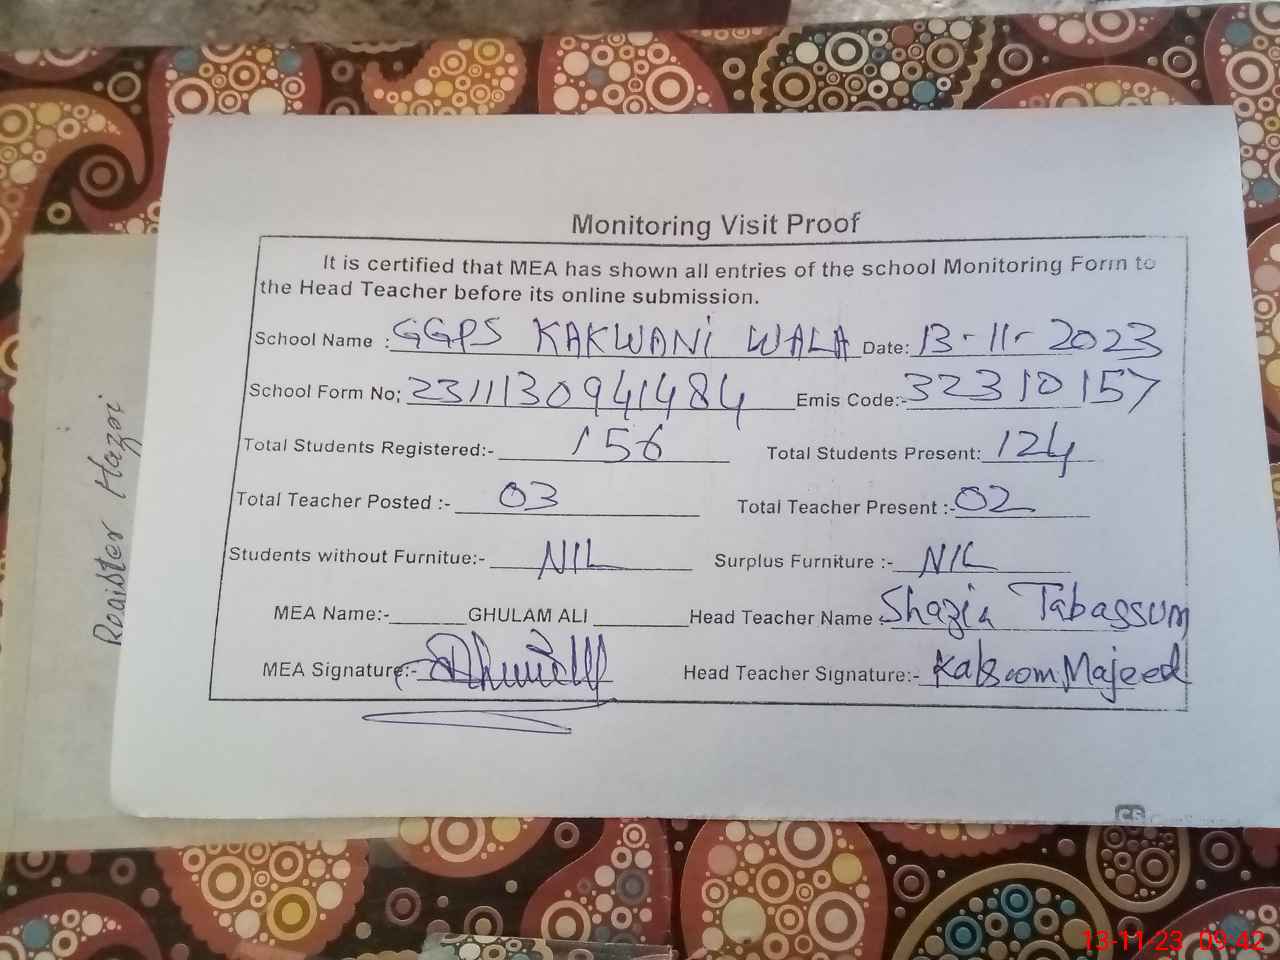 Monitoring Visit Proof
It is certified that MEA has shown all entries of the school Monitoring Form to
the Head Teacher before its online submission.
School Name : GGPS KAKWANi WALA Date: 13-11-2023
School Form No: 2311130941484 Emis Code:- 32310157
Total Students Registered:- 156 Total Students Present: 124
Total Teacher Posted :- 03 Total Teacher Present :- 02
Students without Furnitue:- NIL Surplus Furniture :- NIL
MEA Name:- GHULAM ALI Head Teacher Name : Shazia Tabassum
MEA Signature:- Head Teacher Signature:- Kalsoom Majeed
Register Hazri
CS
13-11-23 09:42